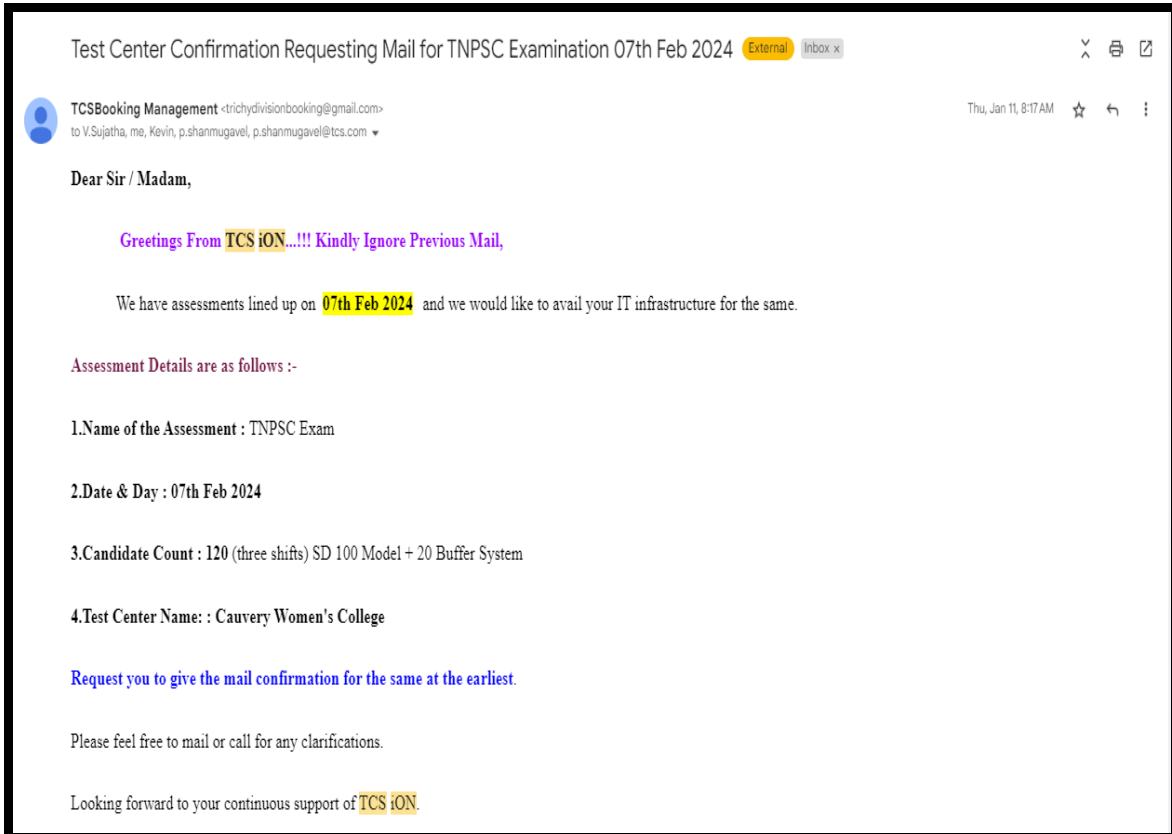 Test Center Confirmation Requesting Mail for TNPSC Examination 07th Feb 2024 External Inbox x
TCSBooking Management <trichydivisionbooking@gmail.com> Thu, Jan 11, 8:17 AM
to V.Sujatha, me, Kevin, p.shanmugavel, p.shanmugavel@tcs.com
Dear Sir / Madam,
Greetings From TCS iON...!!! Kindly Ignore Previous Mail,
We have assessments lined up on 07th Feb 2024 and we would like to avail your IT infrastructure for the same.
Assessment Details are as follows :-
1.Name of the Assessment : TNPSC Exam
2.Date & Day : 07th Feb 2024
3.Candidate Count : 120 (three shifts) SD 100 Model + 20 Buffer System
4.Test Center Name: : Cauvery Women's College
Request you to give the mail confirmation for the same at the earliest.
Please feel free to mail or call for any clarifications.
Looking forward to your continuous support of TCS iON.